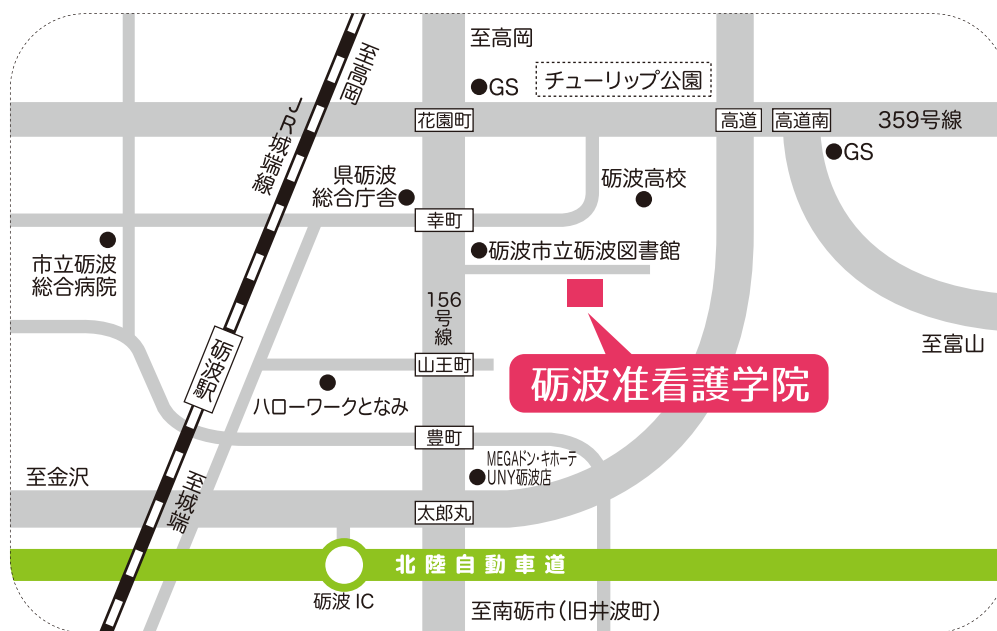 至高岡
至高岡
GS
チューリップ公園
花園町
高道
高道南
359号線
GS
JR城端線
県砺波
総合庁舎
砺波高校
幸町
市立砺波
総合病院
砺波市立砺波図書館
156号線
至富山
砺波駅
山王町
砺波准看護学院
ハローワークとなみ
豊町
MEGAドン・キホーテ
UNY砺波店
至金沢
至城端
太郎丸
北陸自動車道
砺波 IC
至南砺市(旧井波町)